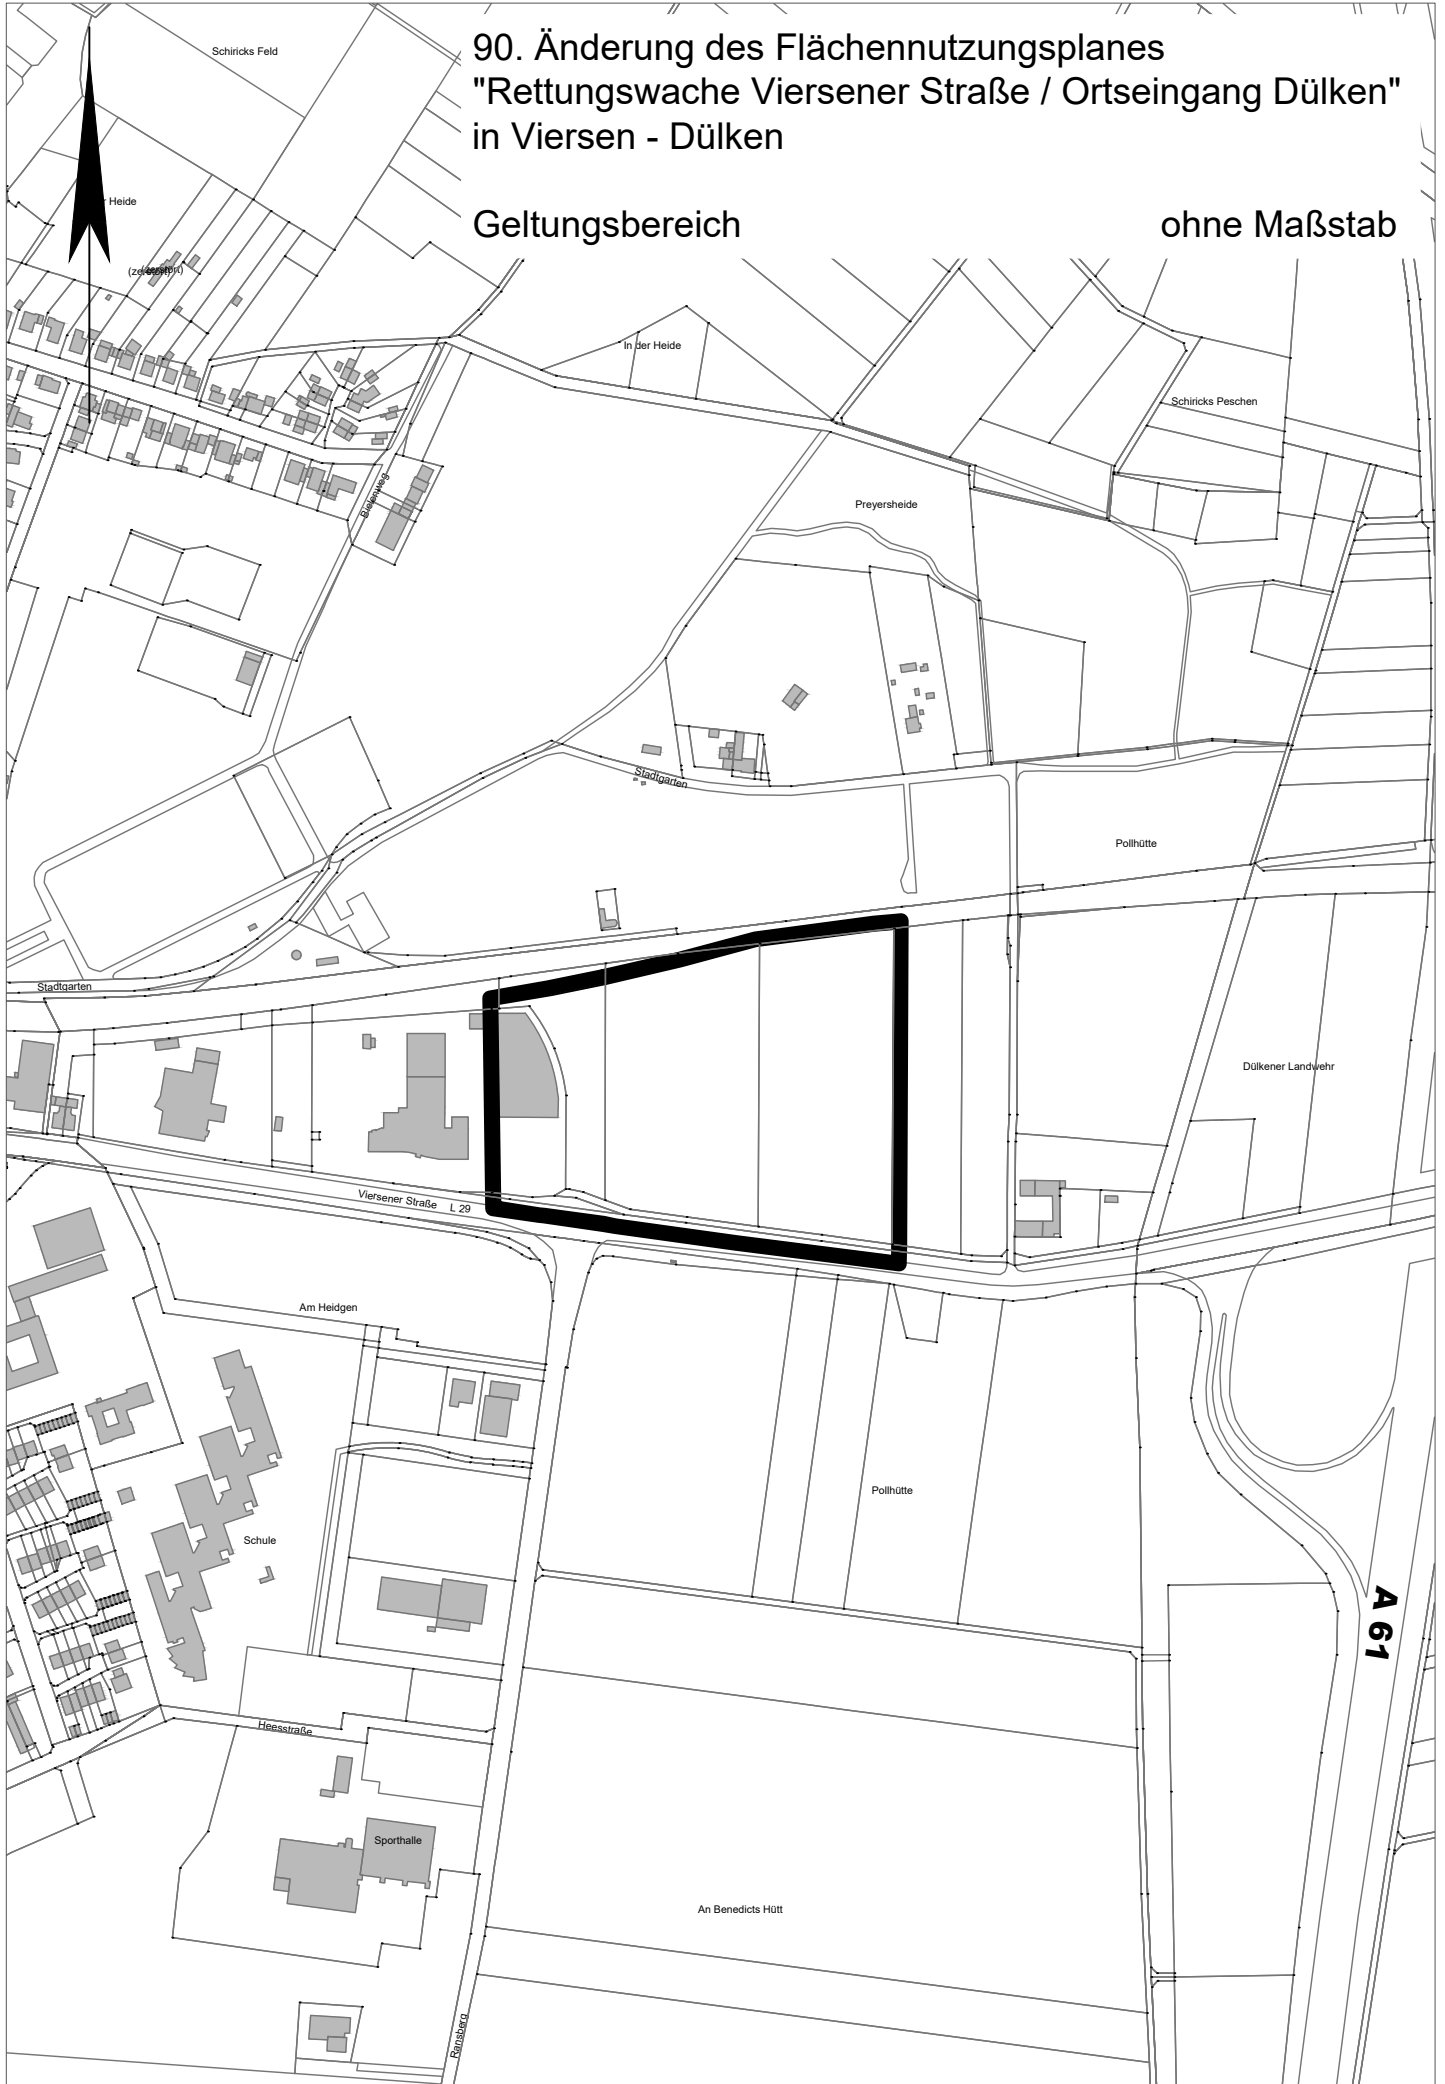 90. Änderung des Flächennutzungsplanes
"Rettungswache Viersener Straße / Ortseingang Dülken"
in Viersen - Dülken
Geltungsbereich
ohne Maßstab
Schiricks Feld
Heide
In der Heide
Schiricks Peschen
Bielenweg
Preyersheide
Stadtgarten
Pollhütte
Stadtgarten
Dülkener Landwehr
Viersener Straße L 29
Am Heidgen
Pollhütte
Schule
A 61
Heesstraße
Sporthalle
An Benedicts Hütt
Ransberg